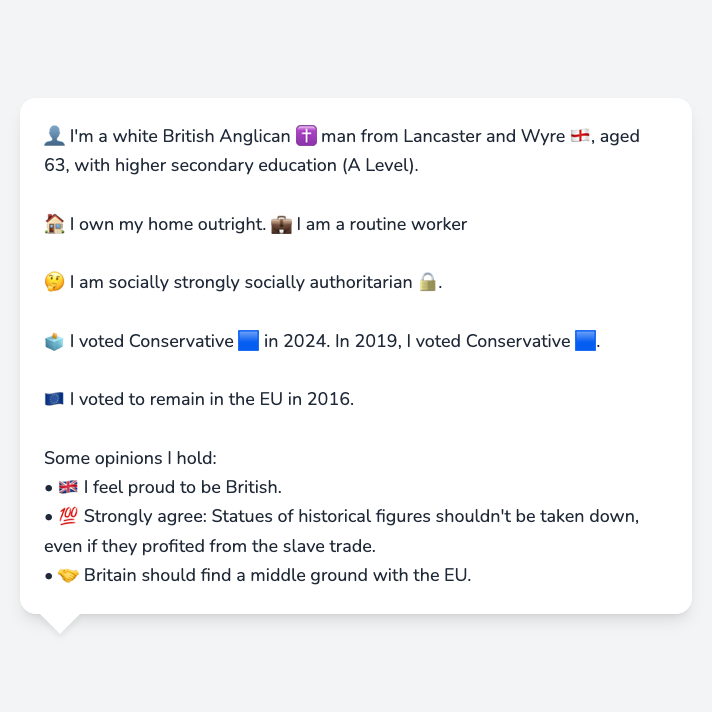 👤 I'm a white British Anglican ✝️ man from Lancaster and Wyre 🏴󠁧󠁢󠁥󠁮󠁧󠁿, aged
63, with higher secondary education (A Level).
🏠 I own my home outright. 💼 I am a routine worker
🤔 I am socially strongly socially authoritarian 🔒.
🗳️ I voted Conservative 🟦 in 2024. In 2019, I voted Conservative 🟦.
🇪🇺 I voted to remain in the EU in 2016.
Some opinions I hold:
• 🇬🇧 I feel proud to be British.
• 💯 Strongly agree: Statues of historical figures shouldn't be taken down,
even if they profited from the slave trade.
• 🤝 Britain should find a middle ground with the EU.